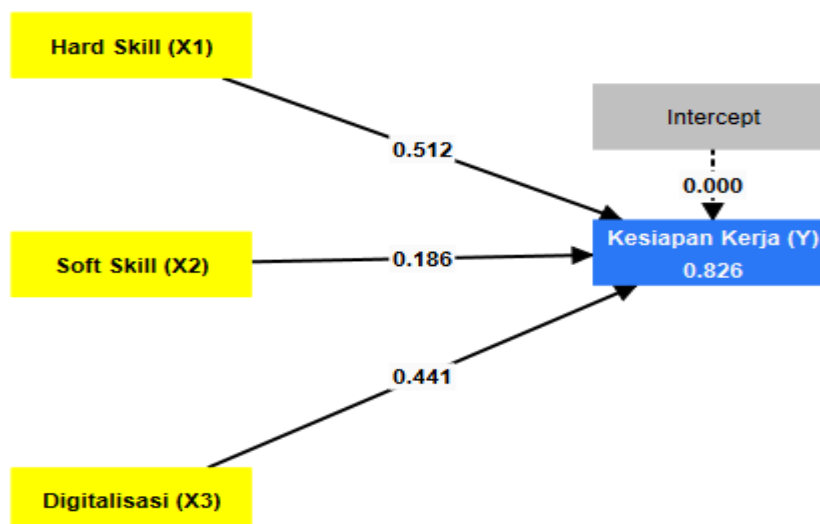 Hard Skill (X1)
Intercept
0.512
0.000
Kesiapan Kerja (Y)
0.826
Soft Skill (X2)
0.186
0.441
Digitalisasi (X3)